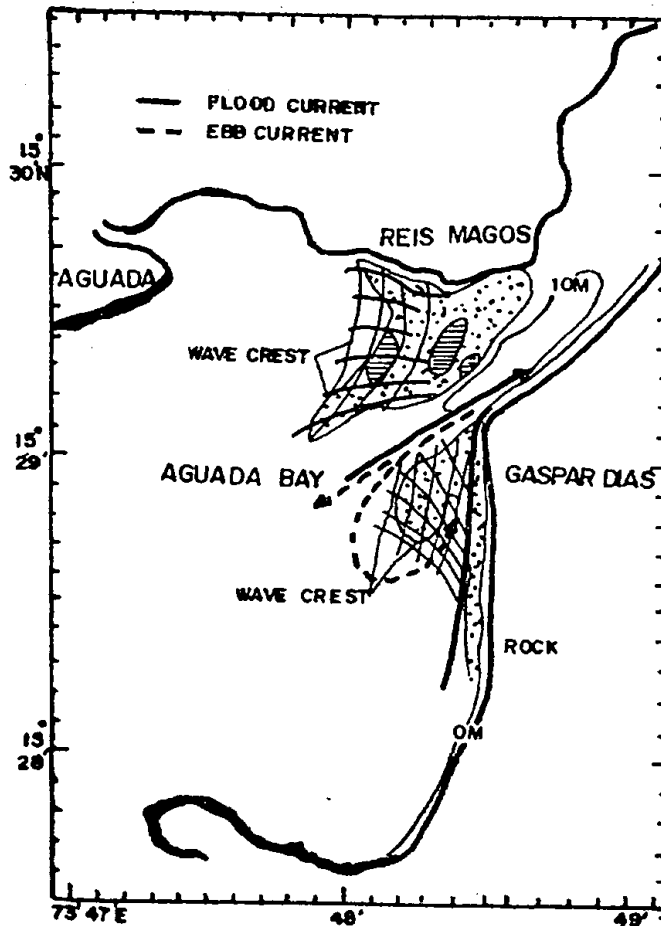 FLOOD CURRENT
EBB CURRENT
15°
30'N
REIS MAGOS
AGUADA
10M
WAVE CREST
15°
29'
AGUADA BAY
GASPAR DIAS
WAVE CREST
ROCK
15°
28'
0M
73°47'E
48'
49'